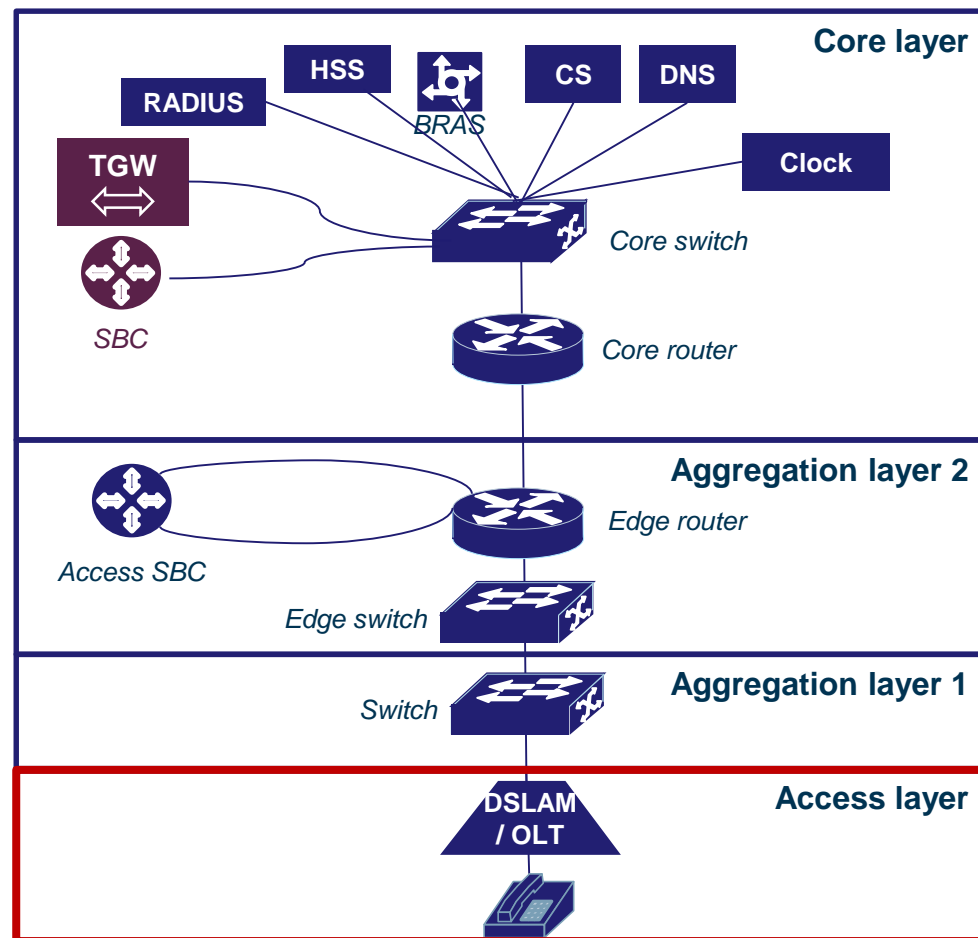 Core layer
HSS
CS
DNS
RADIUS
BRAS
TGW
Clock
Core switch
SBC
Core router
Aggregation layer 2
Edge router
Access SBC
Edge switch
Aggregation layer 1
Switch
Access layer
DSLAM
/ OLT